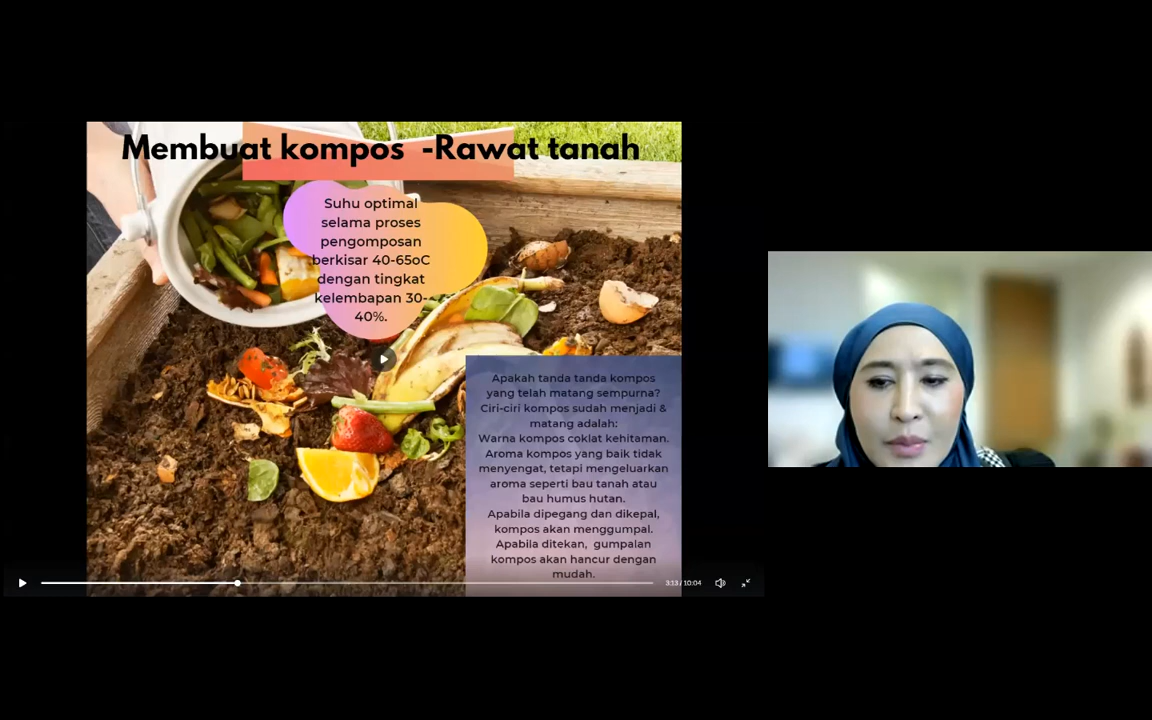 Membuat kompos -Rawat tanah
Suhu optimal
selama proses
pengomposan
berkisar 40-65oC
dengan tingkat
kelembapan 30-
40%.
Apakah tanda tanda kompos
yang telah matang sempurna?
Ciri-ciri kompos sudah menjadi &
matang adalah:
Warna kompos coklat kehitaman.
Aroma kompos yang baik tidak
menyengat, tetapi mengeluarkan
aroma seperti bau tanah atau
bau humus hutan.
Apabila dipegang dan dikepal,
kompos akan menggumpal.
Apabila ditekan, gumpalan
kompos akan hancur dengan
mudah.
3:13 / 10:04